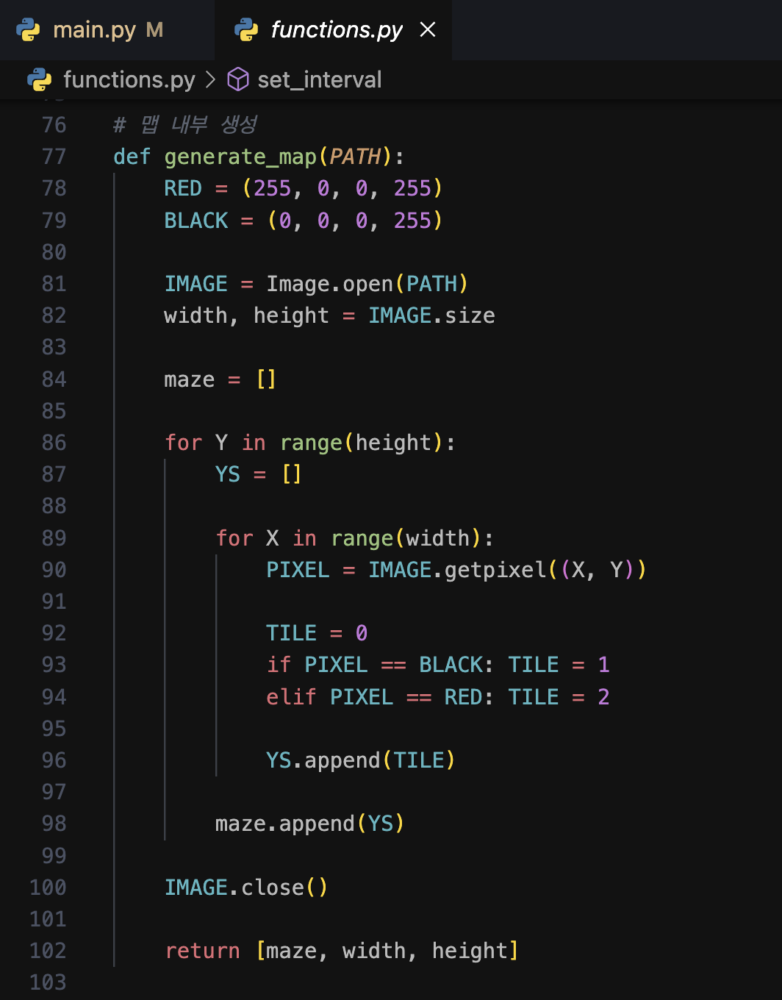 main.py M
functions.py
functions.py > set_interval
76 # 맵 내부 생성
77 def generate_map(PATH):
78 RED = (255, 0, 0, 255)
79 BLACK = (0, 0, 0, 255)
80
81 IMAGE = Image.open(PATH)
82 width, height = IMAGE.size
83
84 maze = []
85
86 for Y in range(height):
87 YS = []
88
89 for X in range(width):
90 PIXEL = IMAGE.getpixel((X, Y))
91
92 TILE = 0
93 if PIXEL == BLACK: TILE = 1
94 elif PIXEL == RED: TILE = 2
95
96 YS.append(TILE)
97
98 maze.append(YS)
99
100 IMAGE.close()
101
102 return [maze, width, height]
103